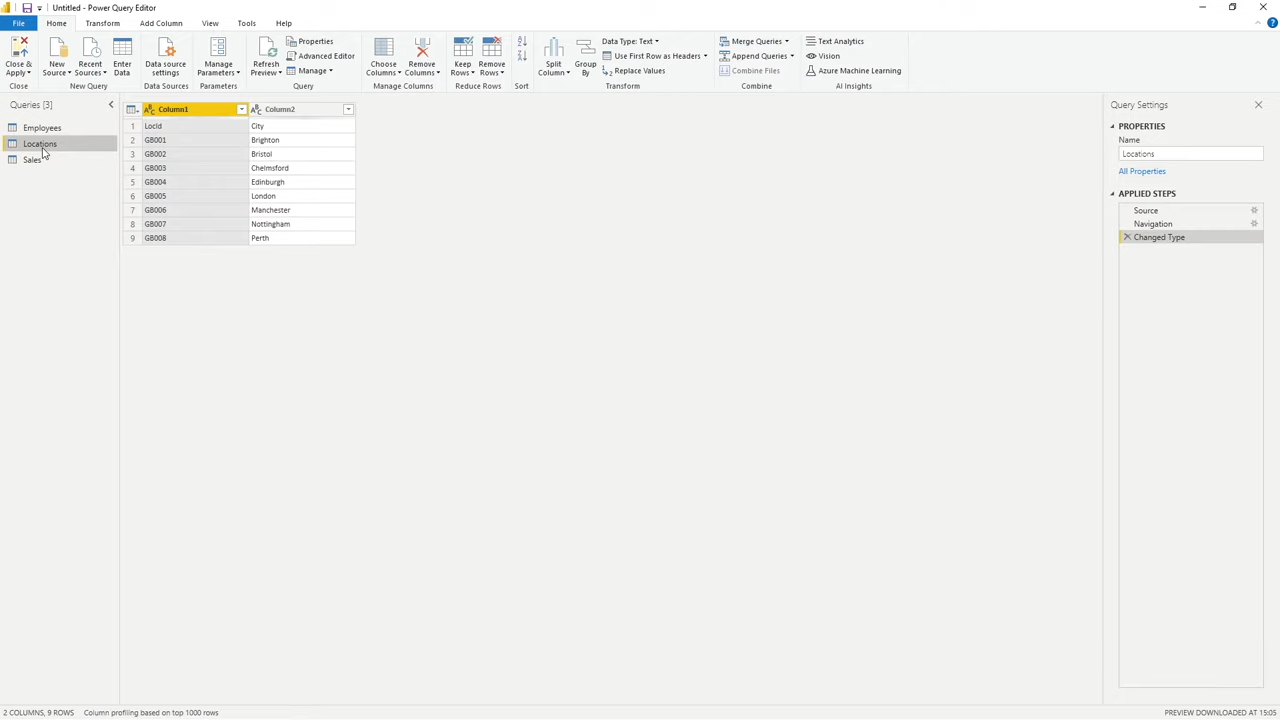 Untitled - Power Query Editor
File Home Transform Add Column View Tools Help
Close & Apply
New Source
Recent Sources
Enter Data
Data source settings
Manage Parameters
Refresh Preview
Properties
Advanced Editor
Manage
Choose Columns
Remove Columns
Keep Rows
Remove Rows
Split Column
Group By
Data Type: Text
Use First Row as Headers
Replace Values
Merge Queries
Append Queries
Combine Files
Text Analytics
Vision
Azure Machine Learning
Close New Query Data Sources Parameters Query Manage Columns Reduce Rows Sort Transform Combine AI Insights
Queries [3]
Employees
Locations
Sales
Column1 Column2
1 LocId City
2 GB001 Brighton
3 GB002 Bristol
4 GB003 Chelmsford
5 GB004 Edinburgh
6 GB005 London
7 GB006 Manchester
8 GB007 Nottingham
9 GB008 Perth
Query Settings
PROPERTIES
Name
Locations
All Properties
APPLIED STEPS
Source
Navigation
Changed Type
2 COLUMNS, 9 ROWS Column profiling based on top 1000 rows
PREVIEW DOWNLOADED AT 15:05